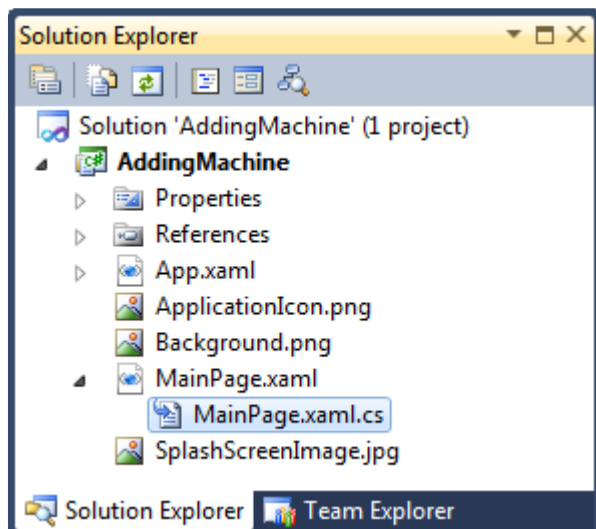 Solution Explorer
Solution 'AddingMachine' (1 project)
AddingMachine
Properties
References
App.xaml
ApplicationIcon.png
Background.png
MainPage.xaml
MainPage.xaml.cs
SplashScreenImage.jpg
Solution Explorer Team Explorer